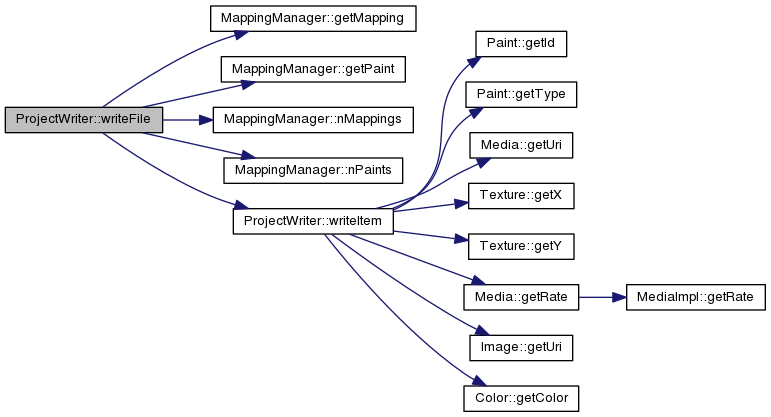 ProjectWriter::writeFile
MappingManager::getMapping
MappingManager::getPaint
MappingManager::nMappings
MappingManager::nPaints
ProjectWriter::writeItem
Paint::getId
Paint::getType
Media::getUri
Texture::getX
Texture::getY
Media::getRate
MediaImpl::getRate
Image::getUri
Color::getColor